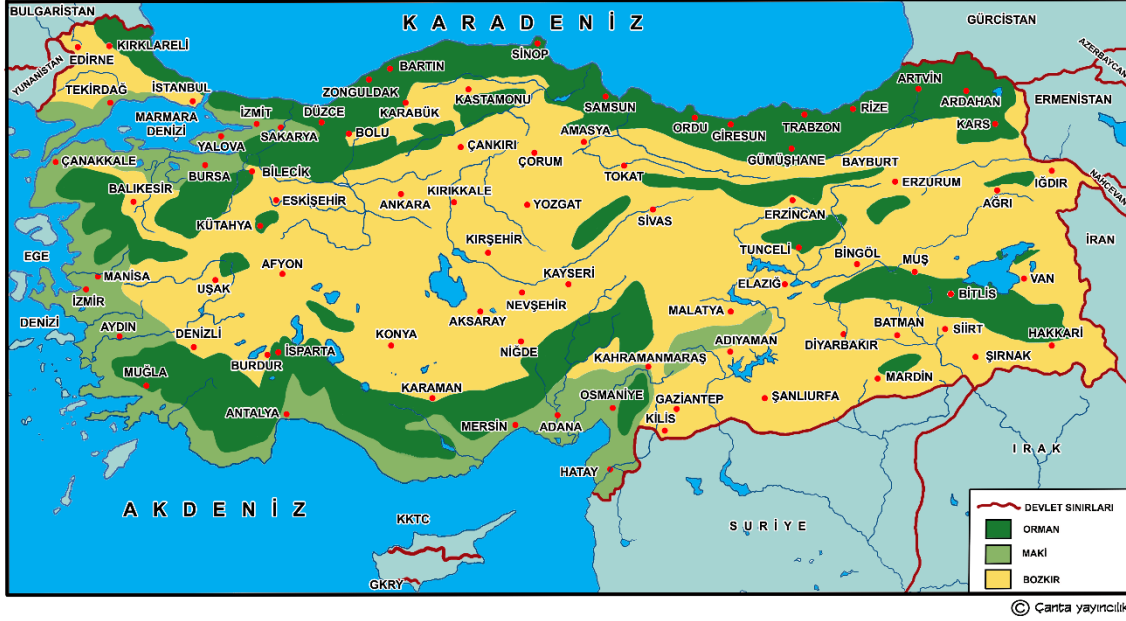 BULGARİSTAN
KARADENİZ
GÜRCİSTAN
KIRKLARELİ
EDİRNE
YUNANİSTAN
SİNOP
AZERBAYCAN
BARTIN
TEKİRDAĞ
İSTANBUL
ZONGULDAK
KASTAMONU
ARTVİN
ARDAHAN
ERMENİSTAN
MARMARA
DENİZİ
İZMİT
DÜZCE
KARABÜK
SAMSUN
RİZE
SAKARYA
ORDU
GİRESUN
TRABZON
KARS
YALOVA
BOLU
AMASYA
ÇANAKKALE
BURSA
BİLECİK
ÇANKIRI
ÇORUM
GÜMÜŞHANE
BAYBURT
TOKAT
ERZURUM
IĞDIR
NAHCEVAN
BALIKESİR
ESKİŞEHİR
ANKARA
KIRIKKALE
YOZGAT
SİVAS
ERZİNCAN
AĞRI
KÜTAHYA
İRAN
EGE
KIRŞEHİR
TUNCELİ
BİNGÖL
MUŞ
AFYON
MANİSA
UŞAK
KAYSERİ
ELAZIĞ
VAN
İZMİR
NEVŞEHİR
BİTLİS
DENİZİ
AYDIN
DENİZLİ
KONYA
AKSARAY
MALATYA
BATMAN
SİİRT
HAKKARİ
BURDUR
İSPARTA
NİĞDE
KAHRAMANMARAŞ
ADIYAMAN
DİYARBAKIR
ŞIRNAK
MUĞLA
KARAMAN
OSMANİYE
GAZİANTEP
ŞANLIURFA
MARDİN
ANTALYA
MERSİN
ADANA
KİLİS
HATAY
IRAK
AKDENİZ
KKTC
SURİYE
GKRY
DEVLET SINIRLARI
ORMAN
MAKİ
BOZKIR
© Çanta yayıncılık